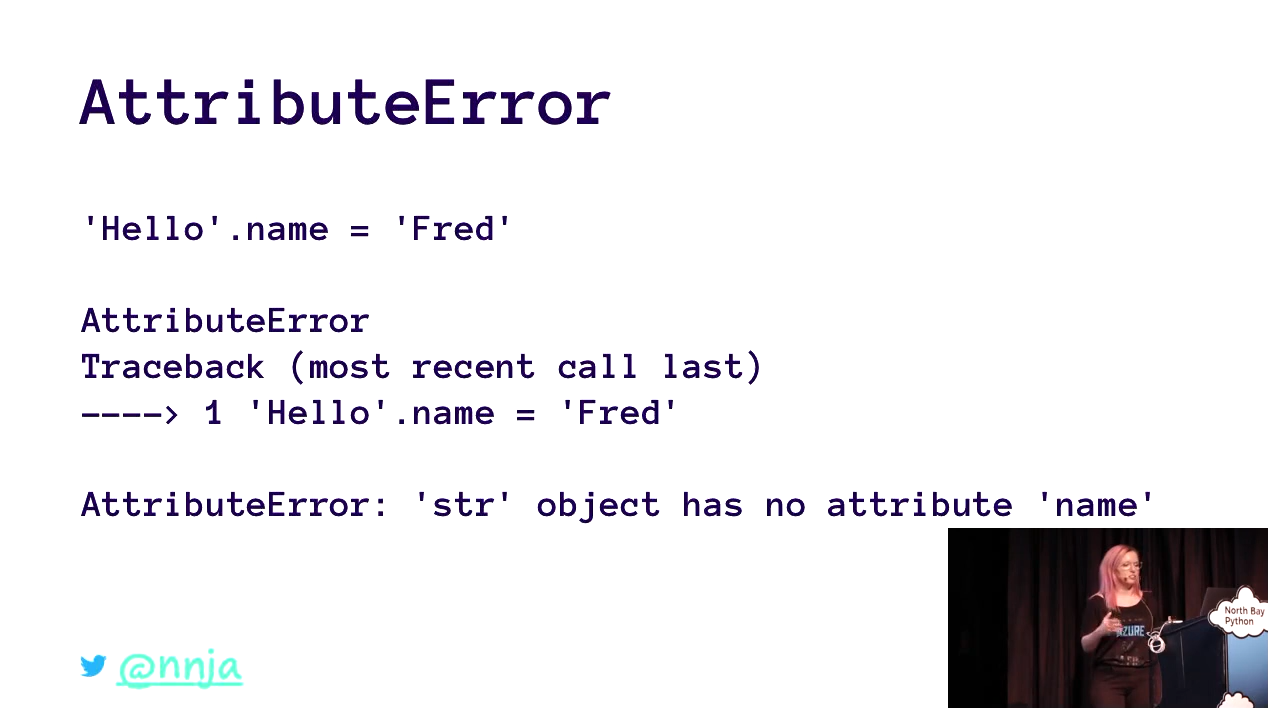 AttributeError
'Hello'.name = 'Fred'
AttributeError
Traceback (most recent call last)
----> 1 'Hello'.name = 'Fred'
AttributeError: 'str' object has no attribute 'name'
@nnja
AZURE
North Bay
Python